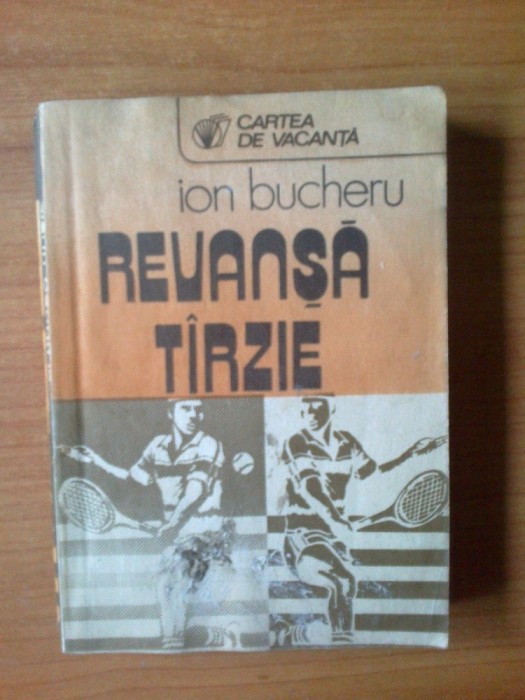 CARTEA
DE VACANȚĂ
ion bucheru
REVANȘĂ
TÎRZIE